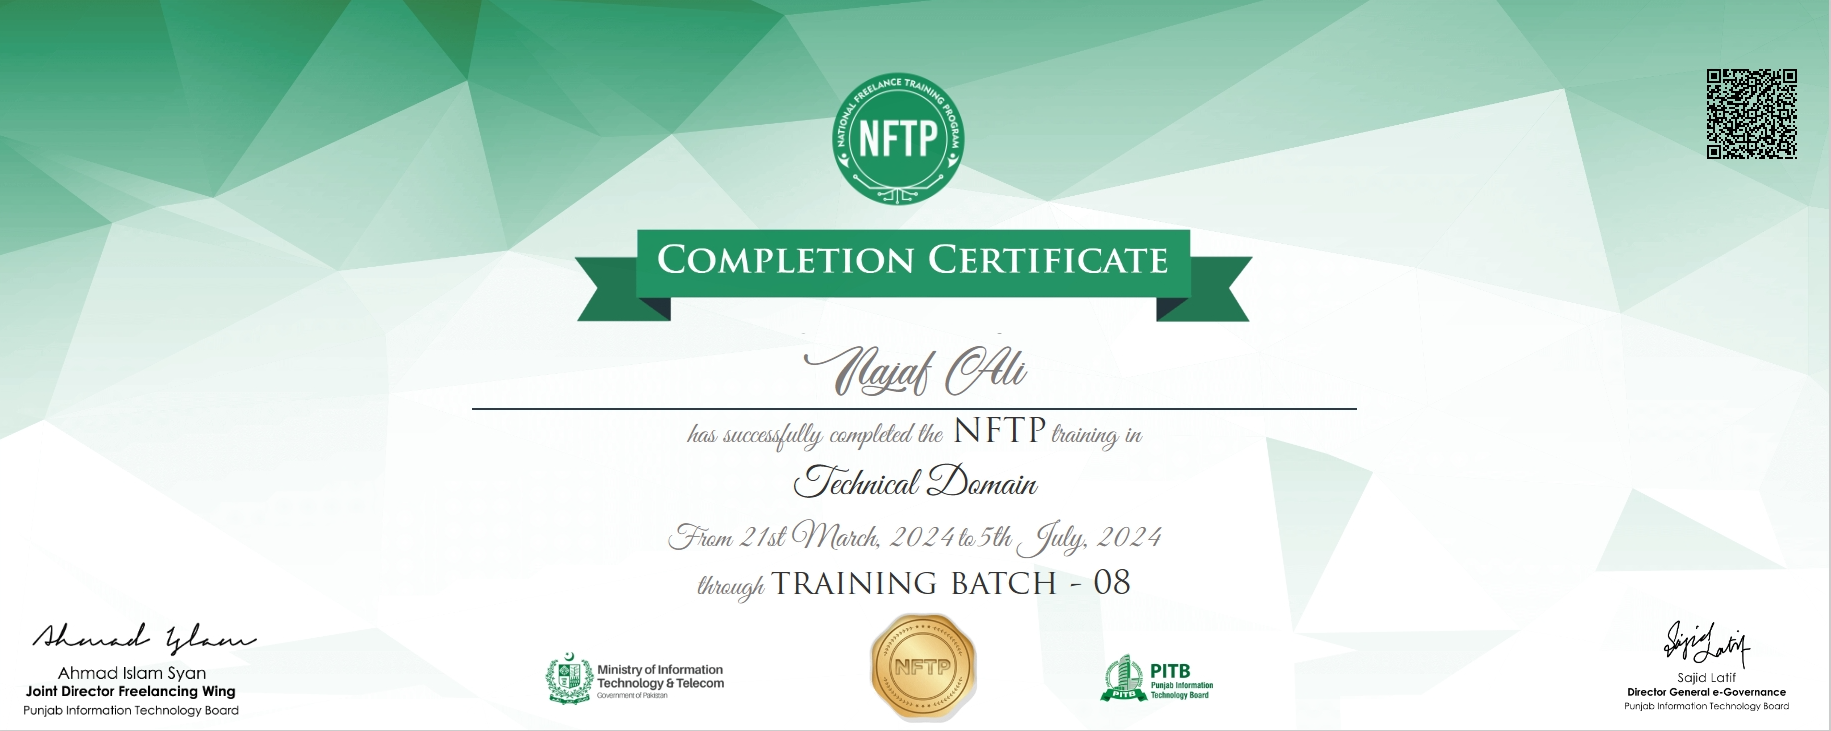 NATIONAL FREELANCE TRAINING PROGRAM
NFTP
COMPLETION CERTIFICATE
Najaf Ali
has successfully completed the NFTP training in
Technical Domain
From 21st March, 2024 to 5th July, 2024
through TRAINING BATCH - 08
Ahmad Islam
Ahmad Islam Syan
Joint Director Freelancing Wing
Punjab Information Technology Board
Ministry of Information
Technology & Telecom
Government of Pakistan
NFTP
PITB
PITB
Punjab Information
Technology Board
Sajid Latif
Sajid Latif
Director General e-Governance
Punjab Information Technology Board